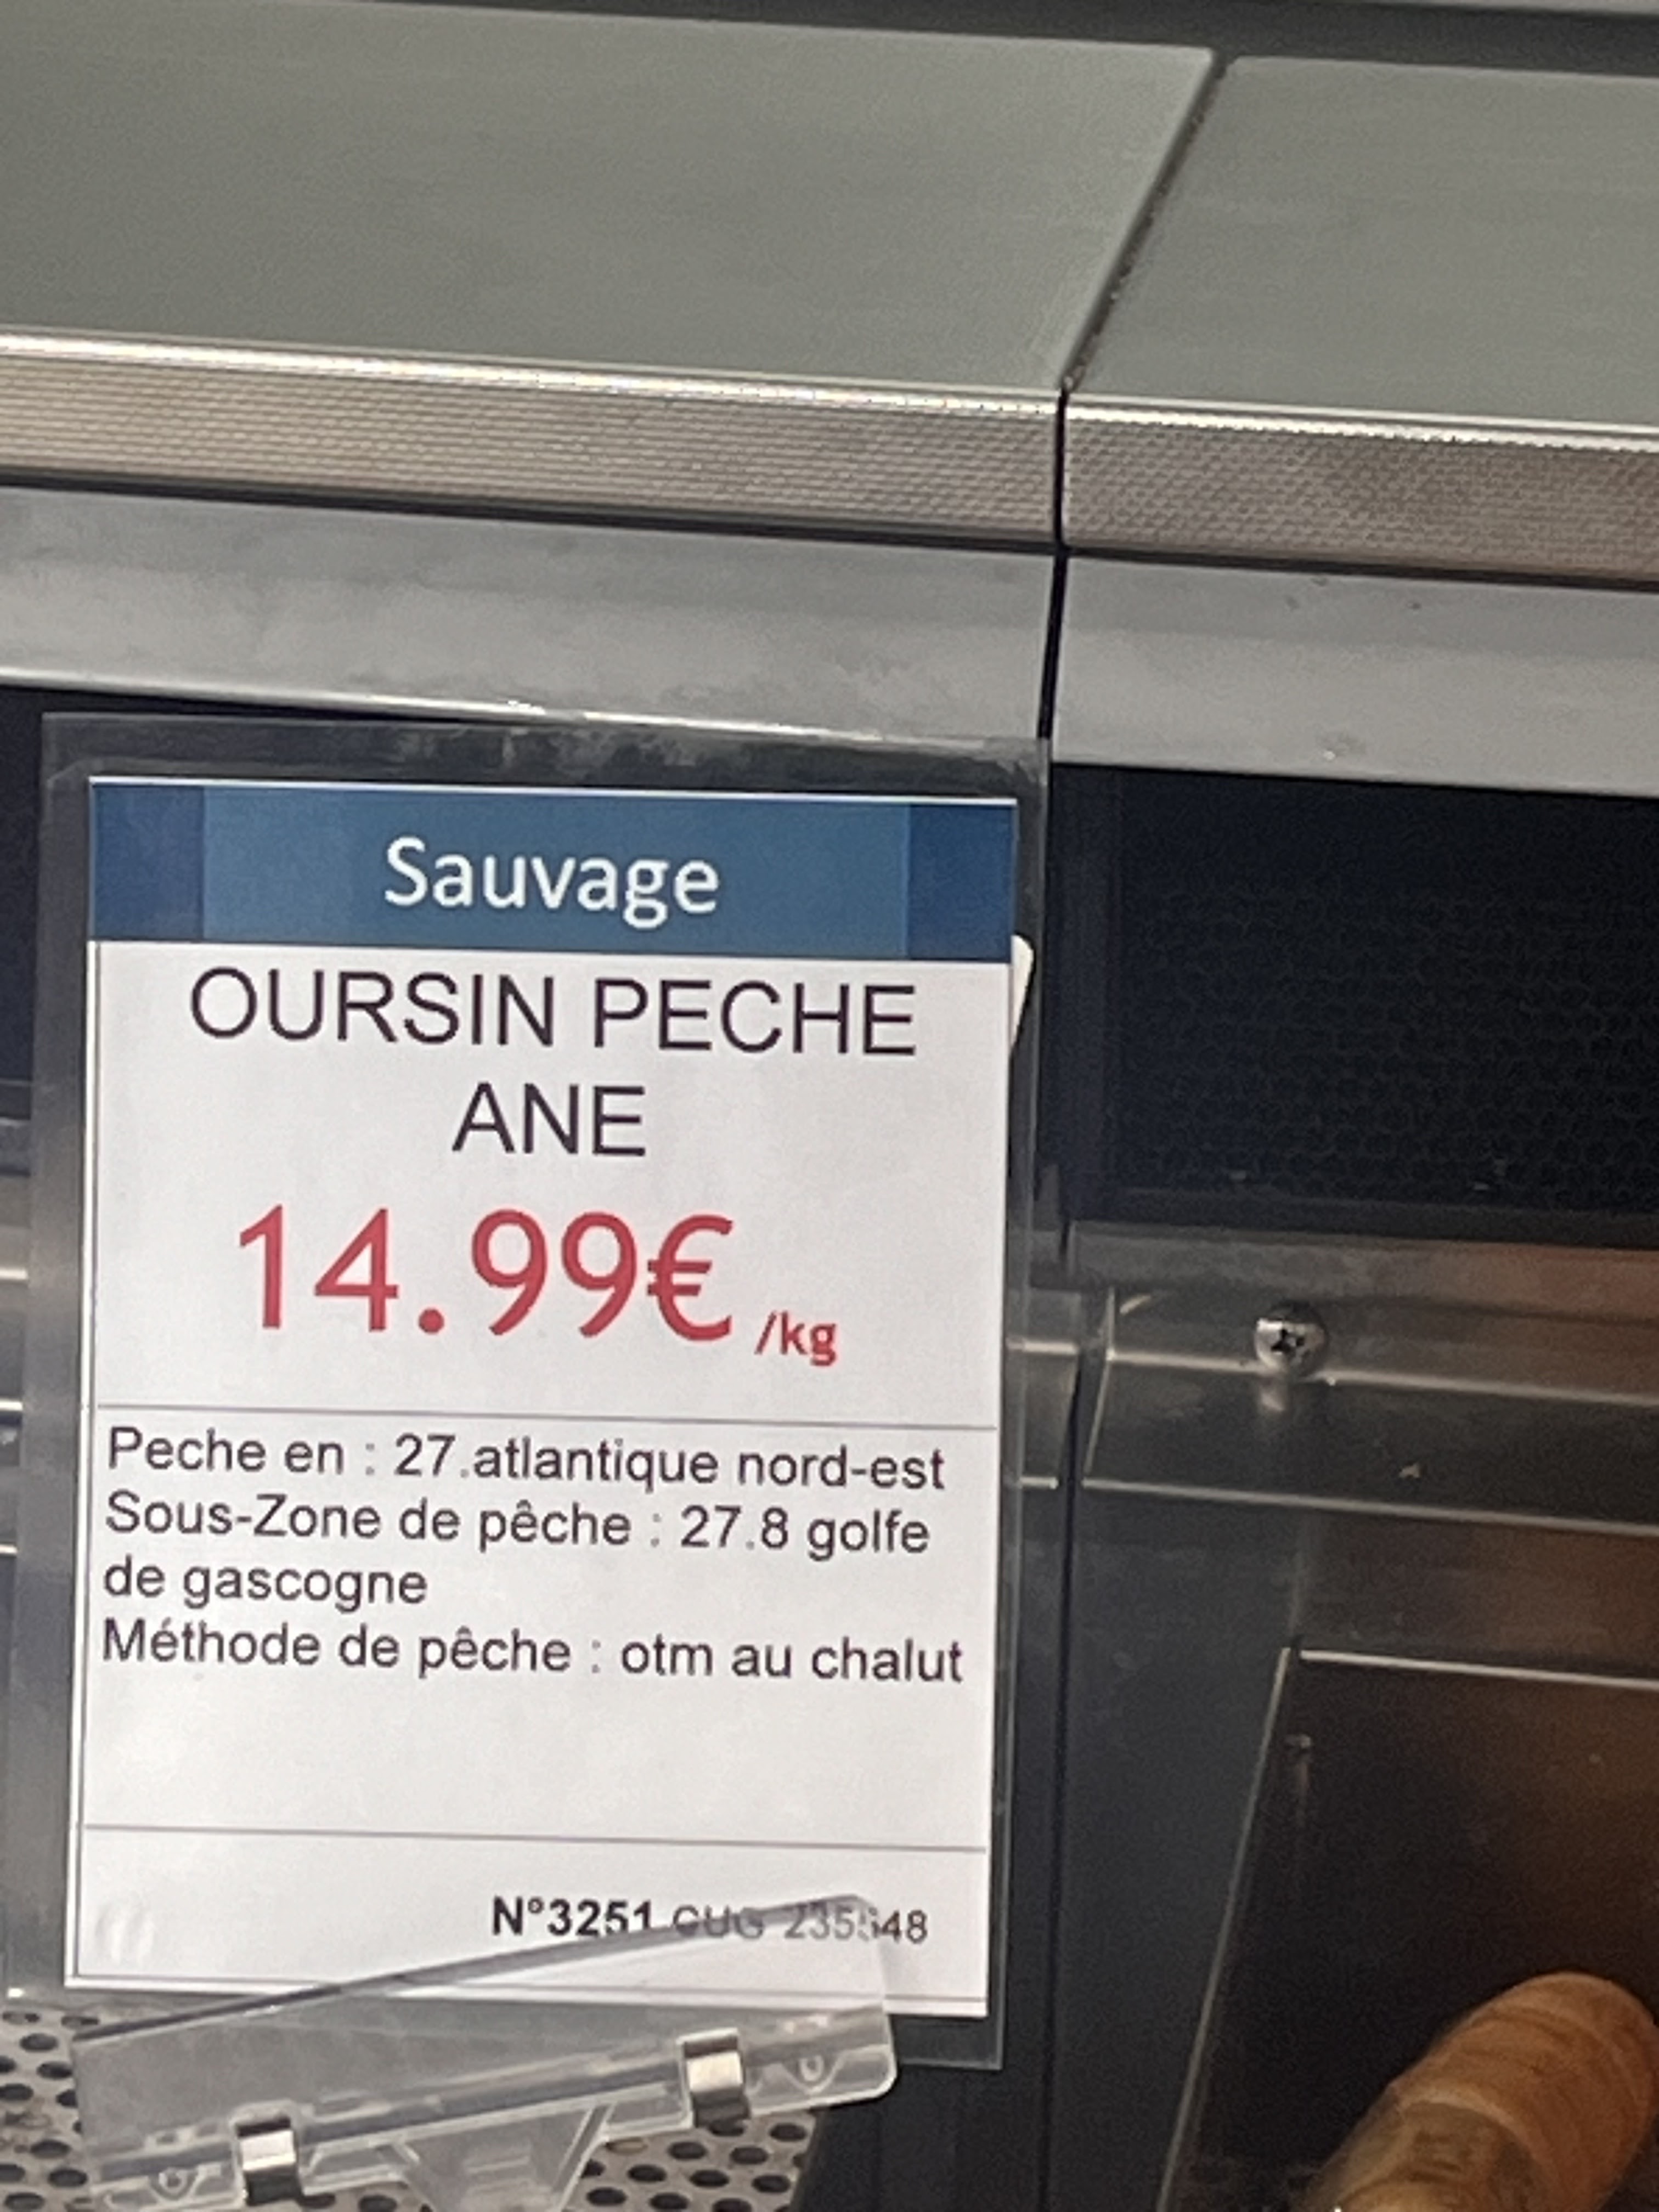 Sauvage
OURSIN PECHE
ANE
14.99€ /kg
Peche en : 27.atlantique nord-est
Sous-Zone de pêche : 27.8 golfe
de gascogne
Méthode de pêche : otm au chalut
N°3251 CUG